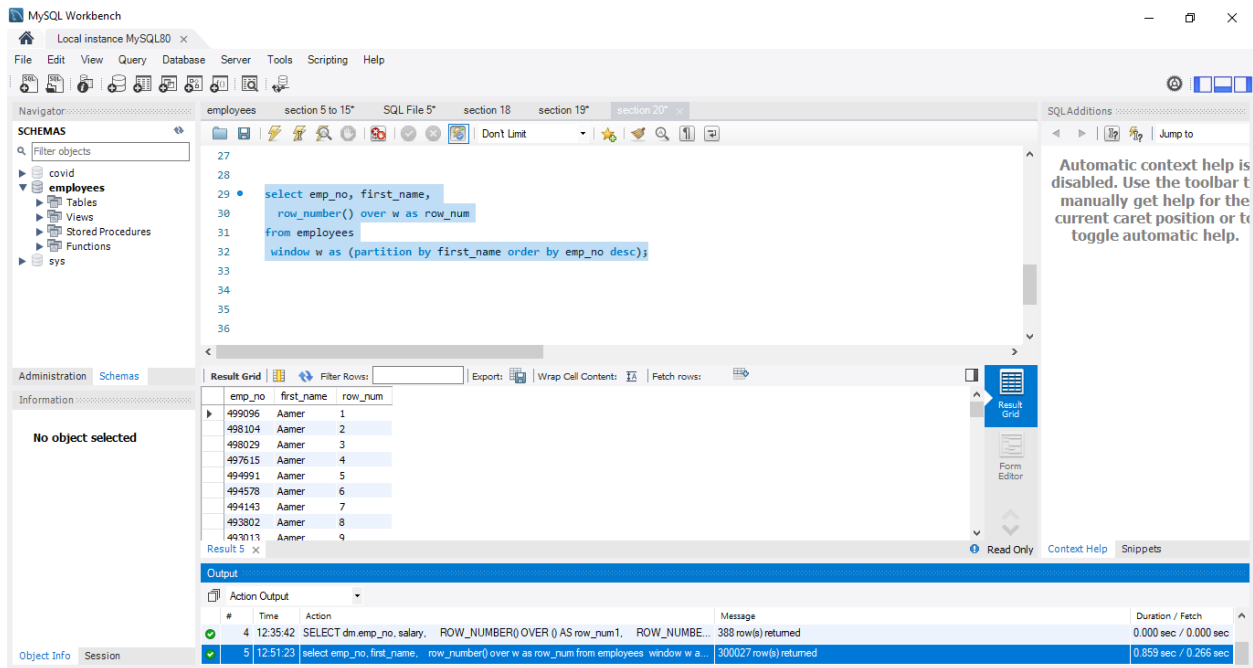 MySQL Workbench
Local instance MySQL80
File Edit View Query Database Server Tools Scripting Help
Navigator
SCHEMAS
Filter objects
covid
employees
Tables
Views
Stored Procedures
Functions
sys
Administration Schemas
Information
No object selected
Object Info Session
employees section 5 to 15* SQL File 5* section 18 section 19* section 20*
Don't Limit
27
28
29 select emp_no, first_name,
30 row_number() over w as row_num
31 from employees
32 window w as (partition by first_name order by emp_no desc);
33
34
35
36
Result Grid Filter Rows: Export: Wrap Cell Content: Fetch rows:
emp_no first_name row_num
499096 Aamer 1
498104 Aamer 2
498029 Aamer 3
497615 Aamer 4
494991 Aamer 5
494578 Aamer 6
494143 Aamer 7
493802 Aamer 8
493013 Aamer 9
Result Grid
Form Editor
Result 5
Read Only
SQLAdditions
Jump to
Automatic context help is
disabled. Use the toolbar t
manually get help for the
current caret position or to
toggle automatic help.
Context Help Snippets
Output
Action Output
# Time Action Message Duration / Fetch
4 12:35:42 SELECT dm.emp_no, salary, ROW_NUMBER() OVER () AS row_num1, ROW_NUMBE... 388 row(s) returned 0.000 sec / 0.000 sec
5 12:51:23 select emp_no, first_name, row_number() over w as row_num from employees window w a... 300027 row(s) returned 0.859 sec / 0.266 sec